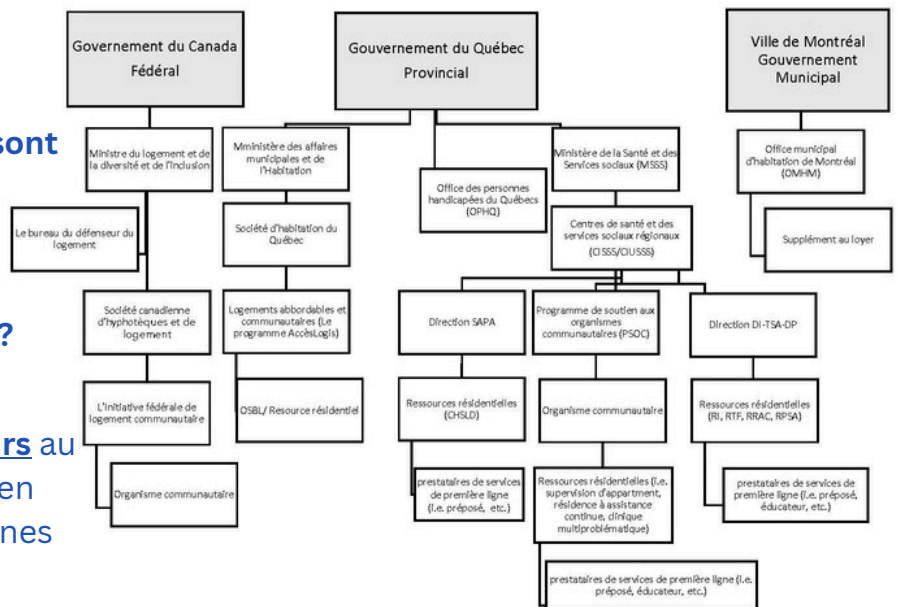 sont
?
rs au
en
nes
Governement du Canada
Fédéral
Ministre du logement et de
la diversité et de l'inclusion
Le bureau du défenseur du
logement
Société canadienne
d'hyphotèques et de
logement
L'Initiative fédérale de
logement communautaire
Organisme communautaire
Gouvernement du Québec
Provincial
Mministère des affaires
municipales et de
l'Habitation
Société d'habitation du
Québec
Logements abbordables et
communautaires (Le
programme AccèsLogis)
OSBL/ Resource résidentiel
Office des personnes
handicapées du Québecs
(OPHQ)
Ministère de la Santé et des
Services sociaux (MSSS)
Centres de santé et des
services sociaux régionaux
(CISSS/CIUSSS)
Direction SAPA
Ressources résidentielles
(CHSLD)
prestataires de services
de première ligne
(i.e. préposé, etc.)
Programme de soutien aux
organismes
communautaires (PSOC)
Organisme communautaire
Ressources résidentielles (i.e.
supervision d'appartment,
résidence à assistance
continue, clinique
multiproblématique)
prestataires de services de première ligne (i.e.
préposé, éducateur, etc.)
Direction DI-TSA-DP
Ressources résidentielles
(RI, RTF, RRAC, RPSA)
prestataires de services de
première ligne (i.e. préposé,
éducateur, etc.)
Ville de Montréal
Gouvernement
Municipal
Office municipal
d'habitation de Montréal
(OMHM)
Supplément au loyer